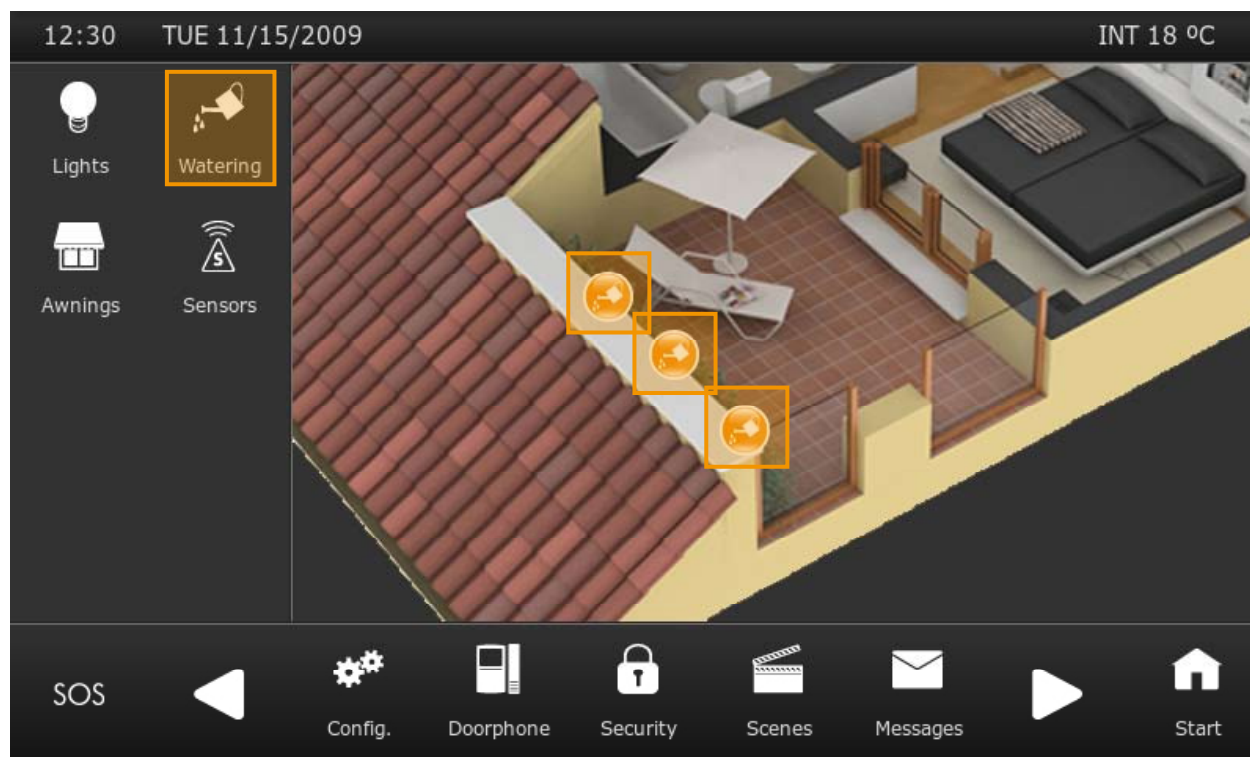 12:30 TUE 11/15/2009 INT 18 ºC
Lights Watering
S
Awnings Sensors
SOS
Config. Doorphone Security Scenes Messages Start